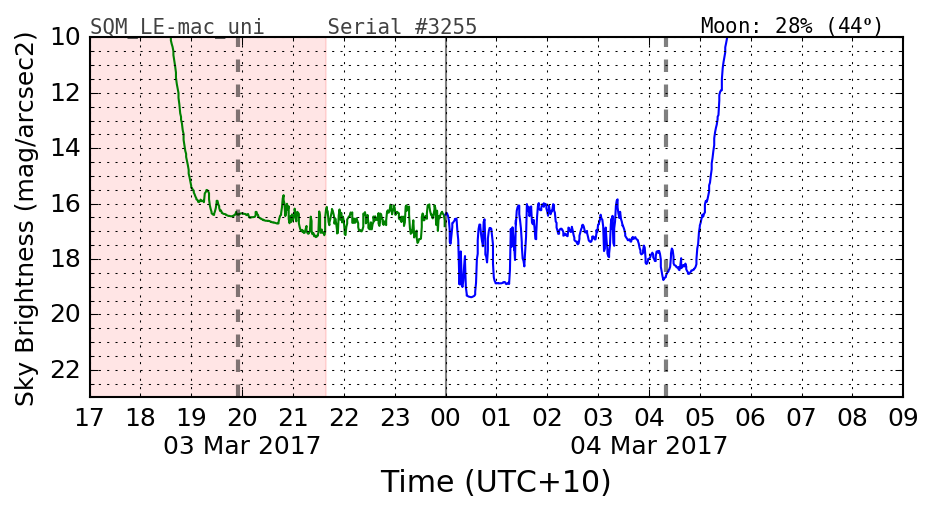 SQM_LE-mac_uni Serial #3255 Moon: 28% (44°)
Sky Brightness (mag/arcsec2)
10
12
14
16
18
20
22
17 18 19 20 21 22 23 00 01 02 03 04 05 06 07 08 09
03 Mar 2017 04 Mar 2017
Time (UTC+10)